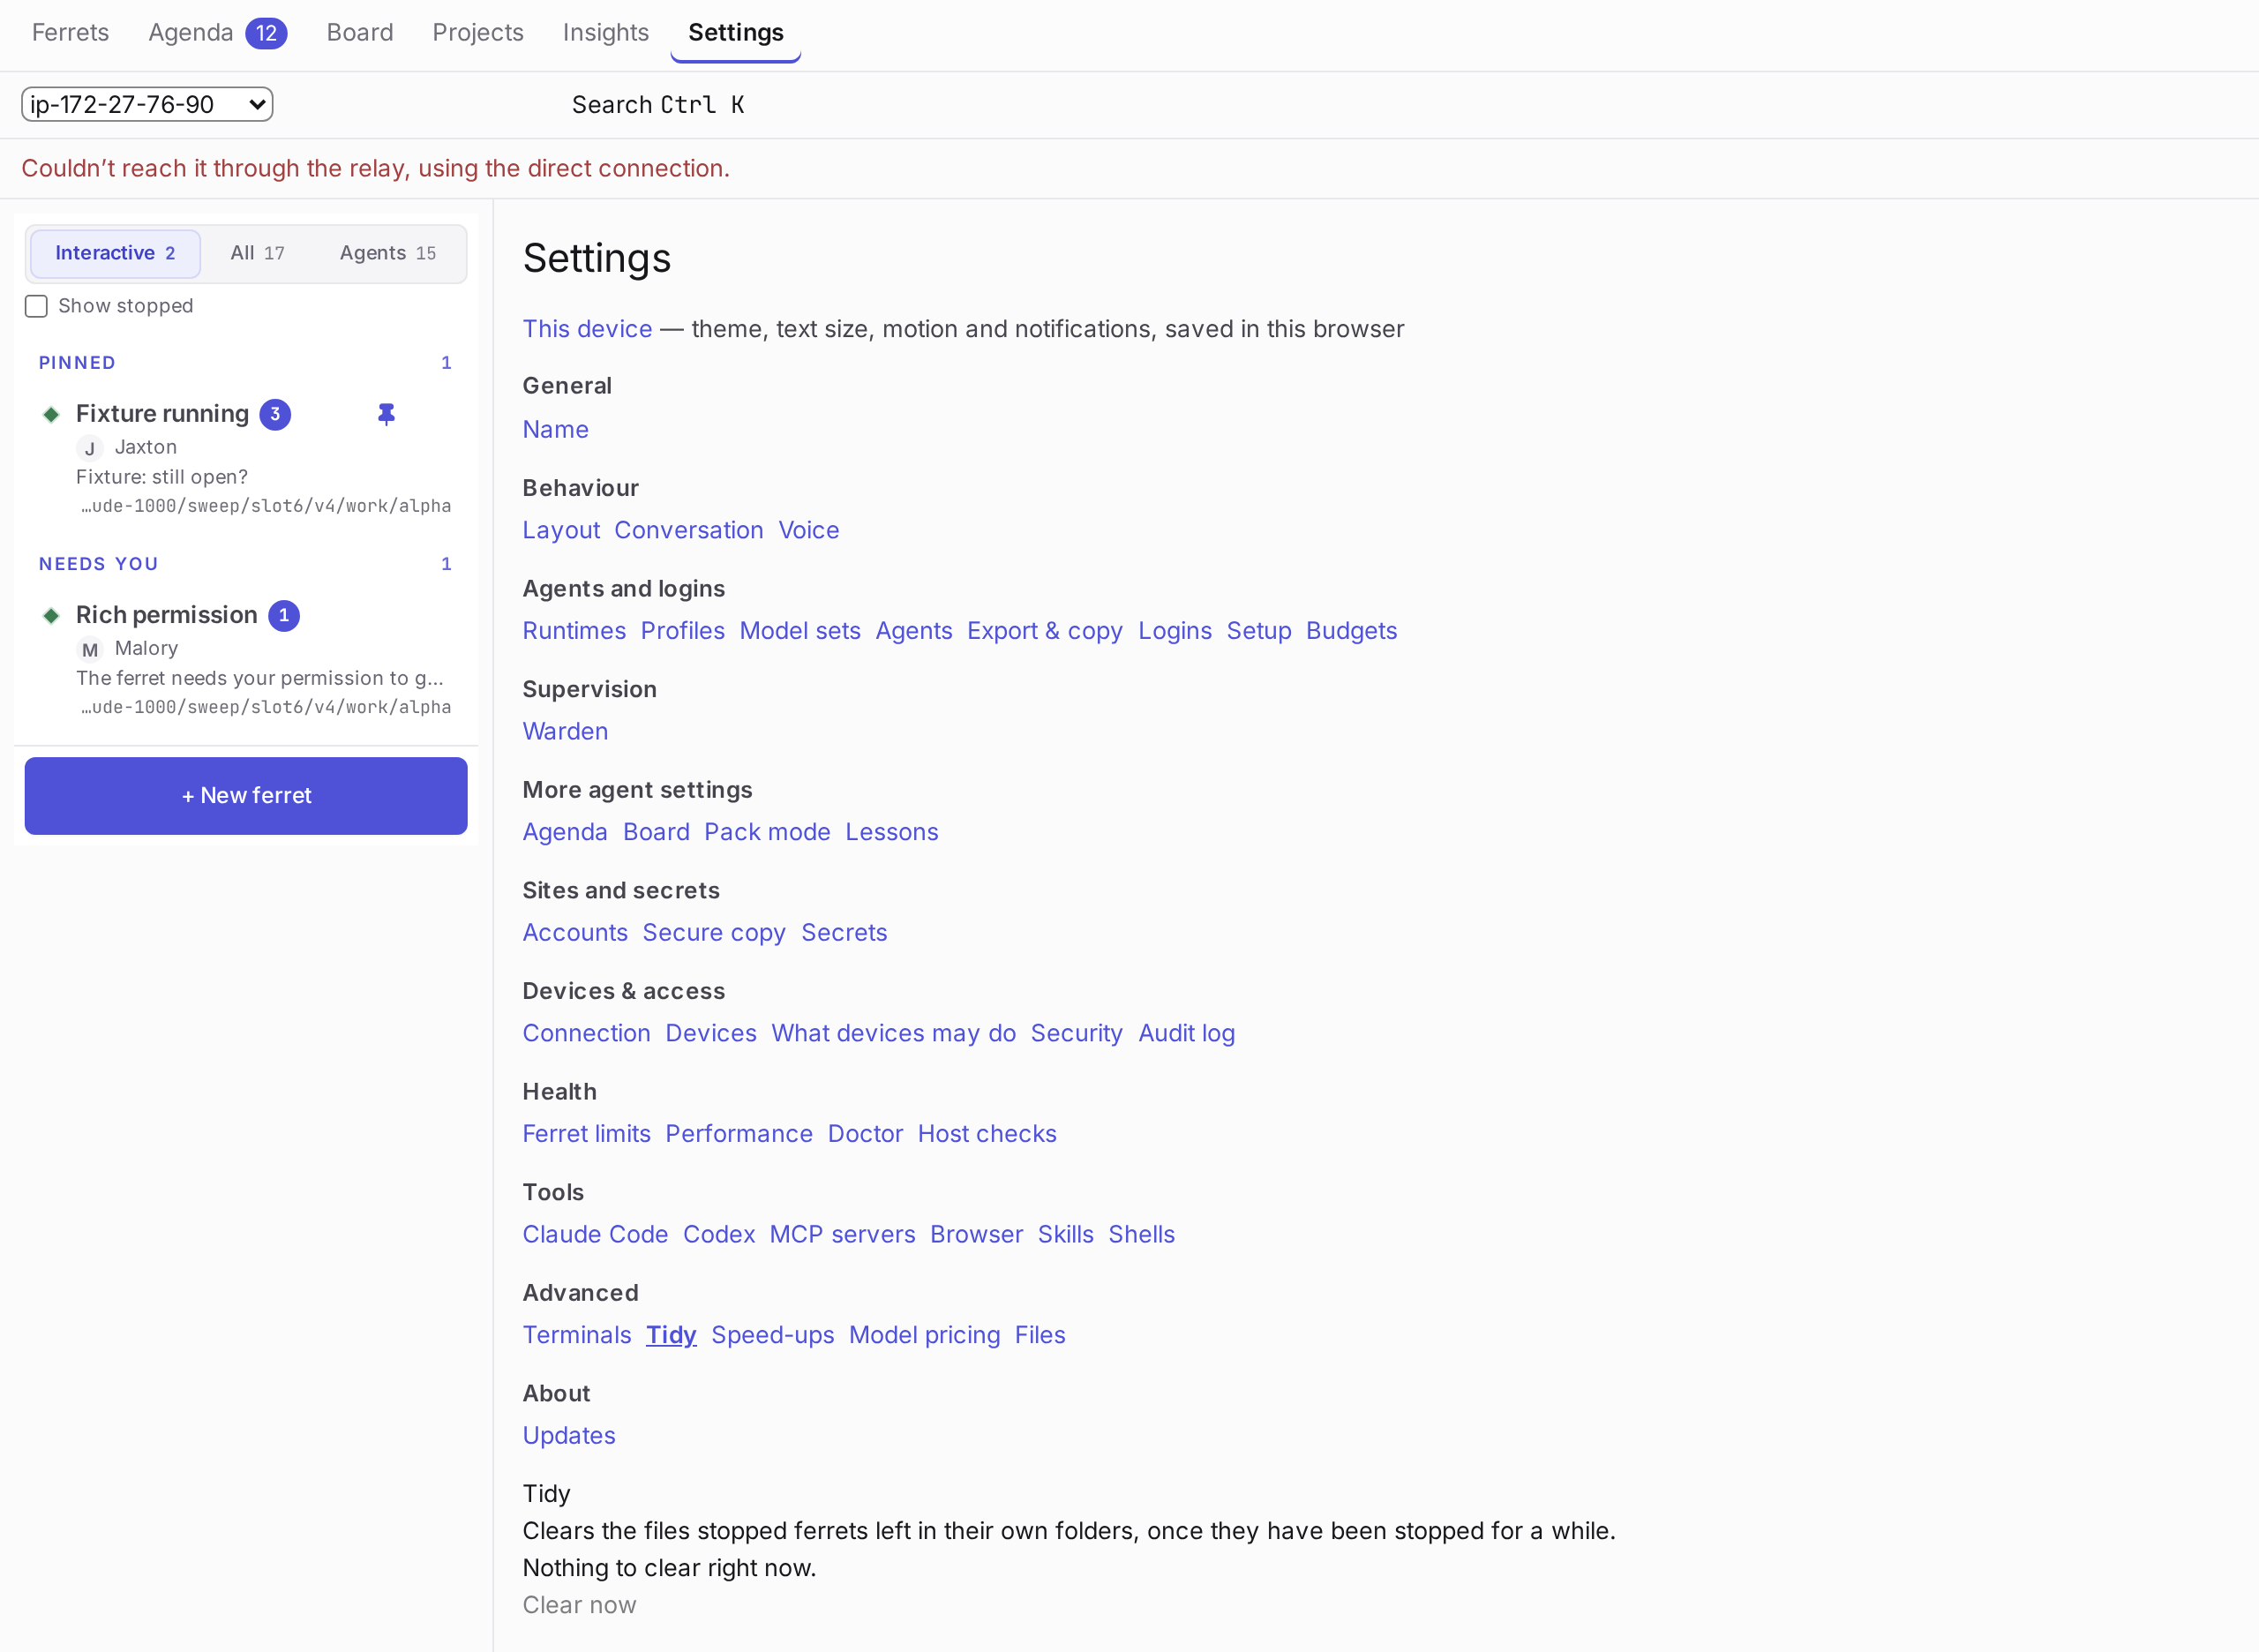 Ferrets Agenda 12 Board Projects Insights Settings
ip-172-27-76-90 Search Ctrl K
Couldn’t reach it through the relay, using the direct connection.
Interactive 2 All 17 Agents 15
Show stopped
PINNED 1
Fixture running 3
J Jaxton
Fixture: still open?
…ude-1000/sweep/slot6/v4/work/alpha
NEEDS YOU 1
Rich permission 1
M Malory
The ferret needs your permission to g…
…ude-1000/sweep/slot6/v4/work/alpha
+ New ferret
Settings
This device — theme, text size, motion and notifications, saved in this browser
General
Name
Behaviour
Layout Conversation Voice
Agents and logins
Runtimes Profiles Model sets Agents Export & copy Logins Setup Budgets
Supervision
Warden
More agent settings
Agenda Board Pack mode Lessons
Sites and secrets
Accounts Secure copy Secrets
Devices & access
Connection Devices What devices may do Security Audit log
Health
Ferret limits Performance Doctor Host checks
Tools
Claude Code Codex MCP servers Browser Skills Shells
Advanced
Terminals Tidy Speed-ups Model pricing Files
About
Updates
Tidy
Clears the files stopped ferrets left in their own folders, once they have been stopped for a while.
Nothing to clear right now.
Clear now